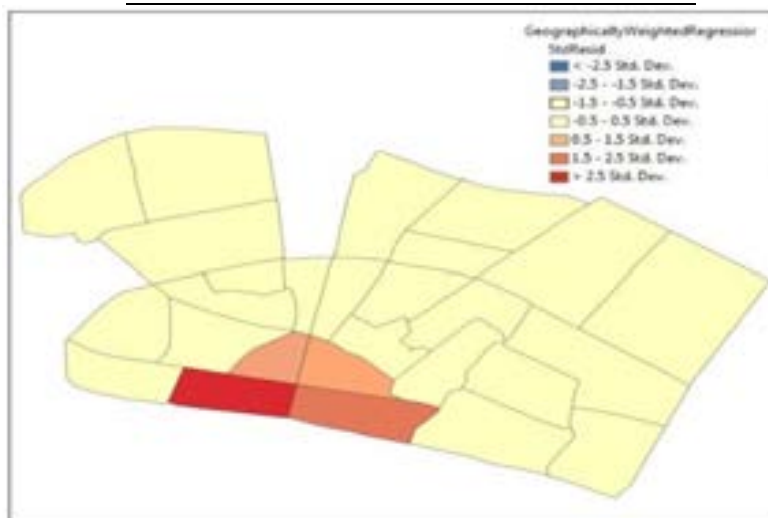 GeographicallyWeightedRegression
StdResid
< -2.5 Std. Dev.
-2.5 - -1.5 Std. Dev.
-1.5 - -0.5 Std. Dev.
-0.5 - 0.5 Std. Dev.
0.5 - 1.5 Std. Dev.
1.5 - 2.5 Std. Dev.
> 2.5 Std. Dev.